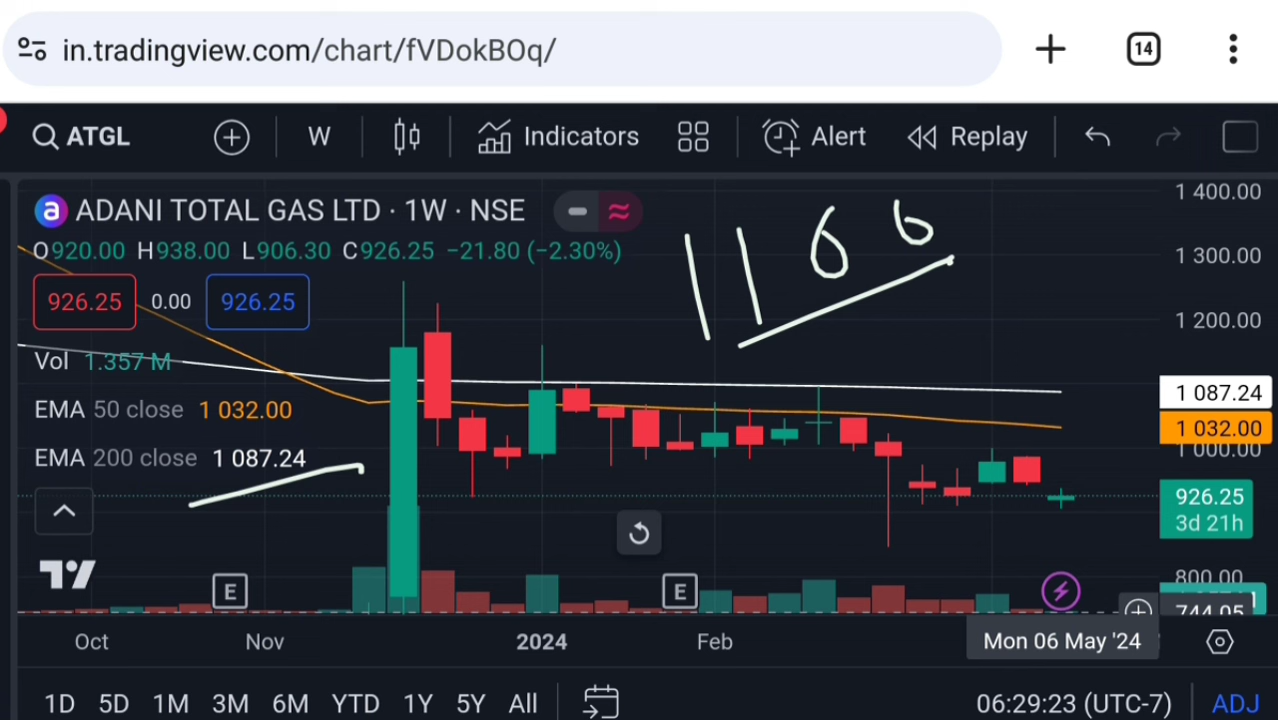 in.tradingview.com/chart/fVDokBOq/ 14
ATGL W Indicators Alert Replay
a ADANI TOTAL GAS LTD · 1W · NSE
O920.00 H938.00 L906.30 C926.25 −21.80 (−2.30%)
926.25 0.00 926.25
Vol 1.357 M
EMA 50 close 1 032.00
EMA 200 close 1 087.24
1166
1 400.00
1 300.00
1 200.00
1 087.24
1 032.00
1 000.00
926.25
3d 21h
800.00
744.05
E E
Oct Nov 2024 Feb Mon 06 May '24
1D 5D 1M 3M 6M YTD 1Y 5Y All 06:29:23 (UTC-7) ADJ